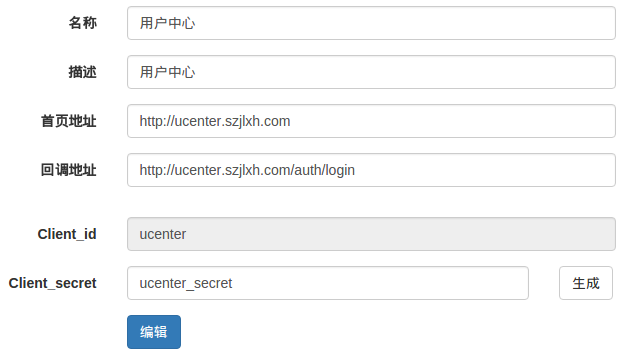 名称 用户中心
描述 用户中心
首页地址 http://ucenter.szjlxh.com
回调地址 http://ucenter.szjlxh.com/auth/login
Client_id ucenter
Client_secret ucenter_secret 生成
编辑